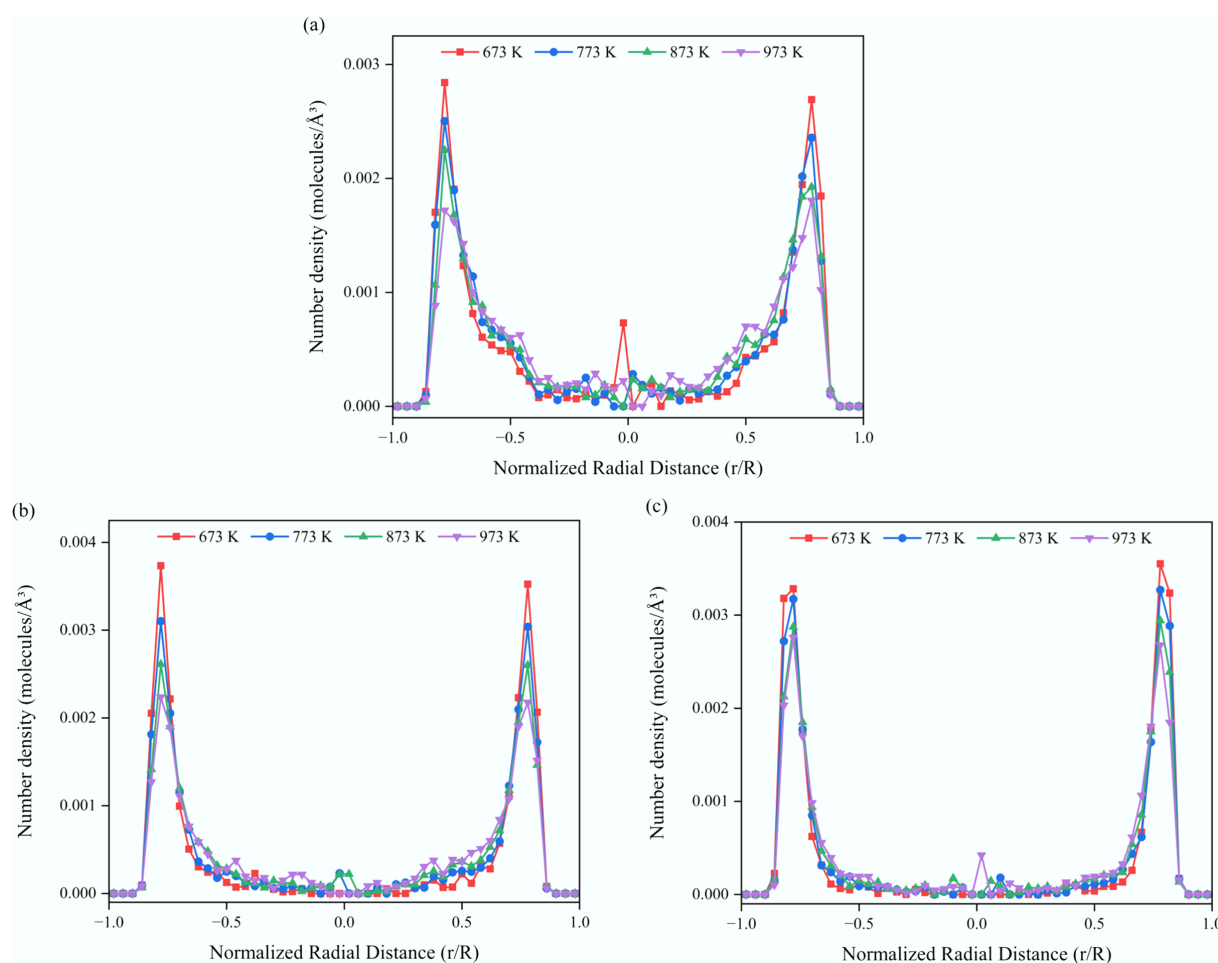 (a)
673 K 773 K 873 K 973 K
0.003
0.002
0.001
0.000
Number density (molecules/Å³)
−1.0 −0.5 0.0 0.5 1.0
Normalized Radial Distance (r/R)
(b)
673 K 773 K 873 K 973 K
0.004
0.003
0.002
0.001
0.000
Number density (molecules/Å³)
−1.0 −0.5 0.0 0.5 1.0
Normalized Radial Distance (r/R)
(c)
673 K 773 K 873 K 973 K
0.004
0.003
0.002
0.001
0.000
Number density (molecules/Å³)
−1.0 −0.5 0.0 0.5 1.0
Normalized Radial Distance (r/R)